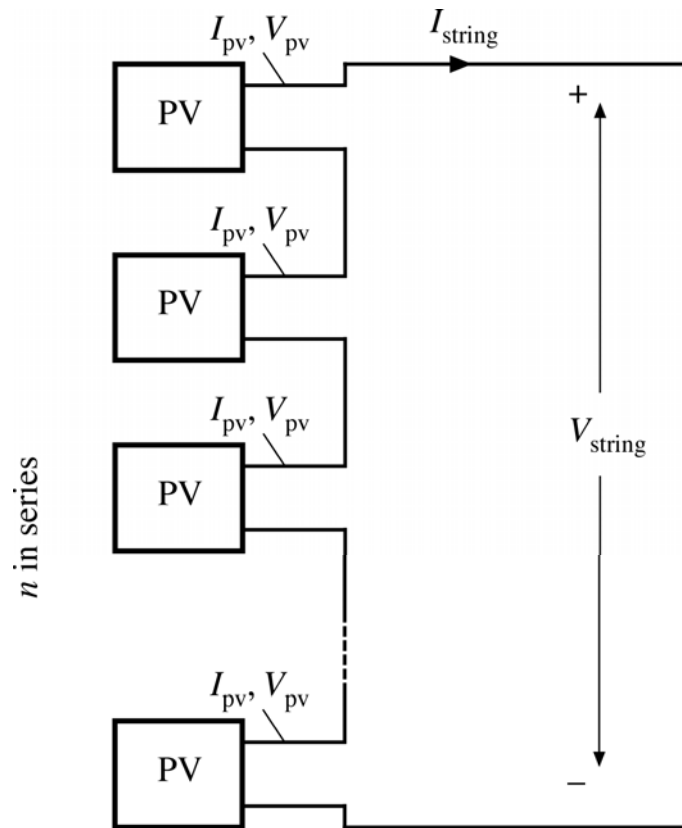 I_pv, V_pv
I_string
PV
+
I_pv, V_pv
PV
I_pv, V_pv
V_string
PV
n in series
I_pv, V_pv
PV
−